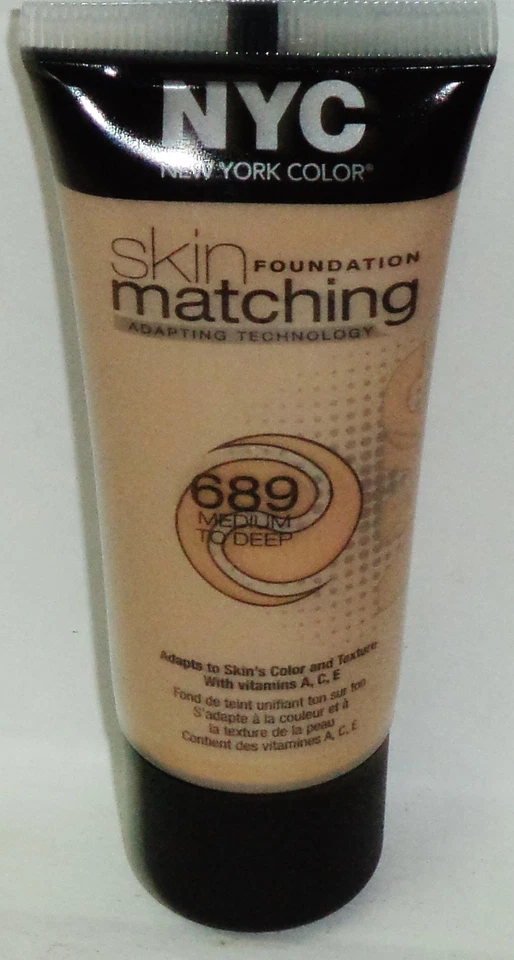 NYC
NEW YORK COLOR®
skin FOUNDATION
matching
ADAPTING TECHNOLOGY
689
MEDIUM
TO DEEP
Adapts to Skin's Color and Texture
With vitamins A, C, E
Fond de teint unifiant ton sur ton
S'adapte à la couleur et à
la texture de la peau
Contient des vitamines A, C, E